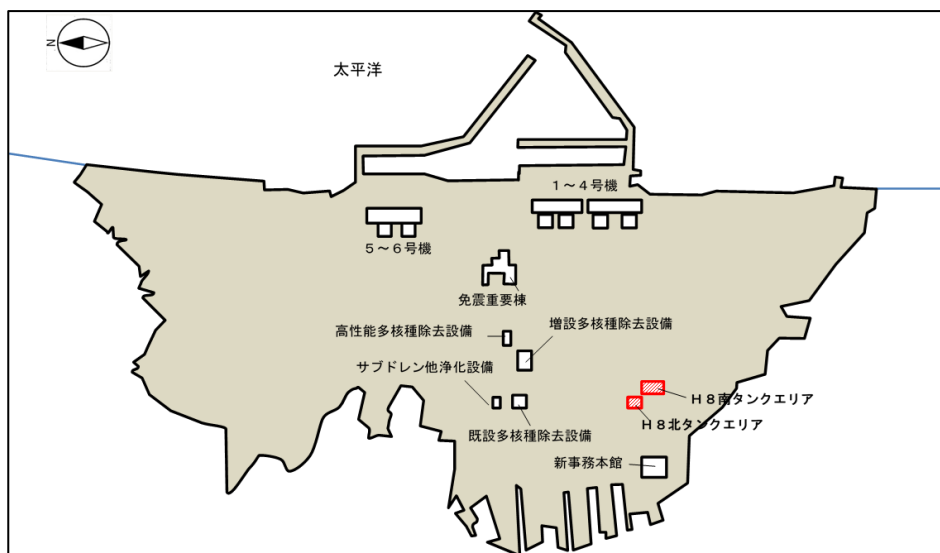 N
太平洋
１～４号機
５～６号機
免震重要棟
高性能多核種除去設備
増設多核種除去設備
サブドレン他浄化設備
Ｈ８南タンクエリア
Ｈ８北タンクエリア
既設多核種除去設備
新事務本館